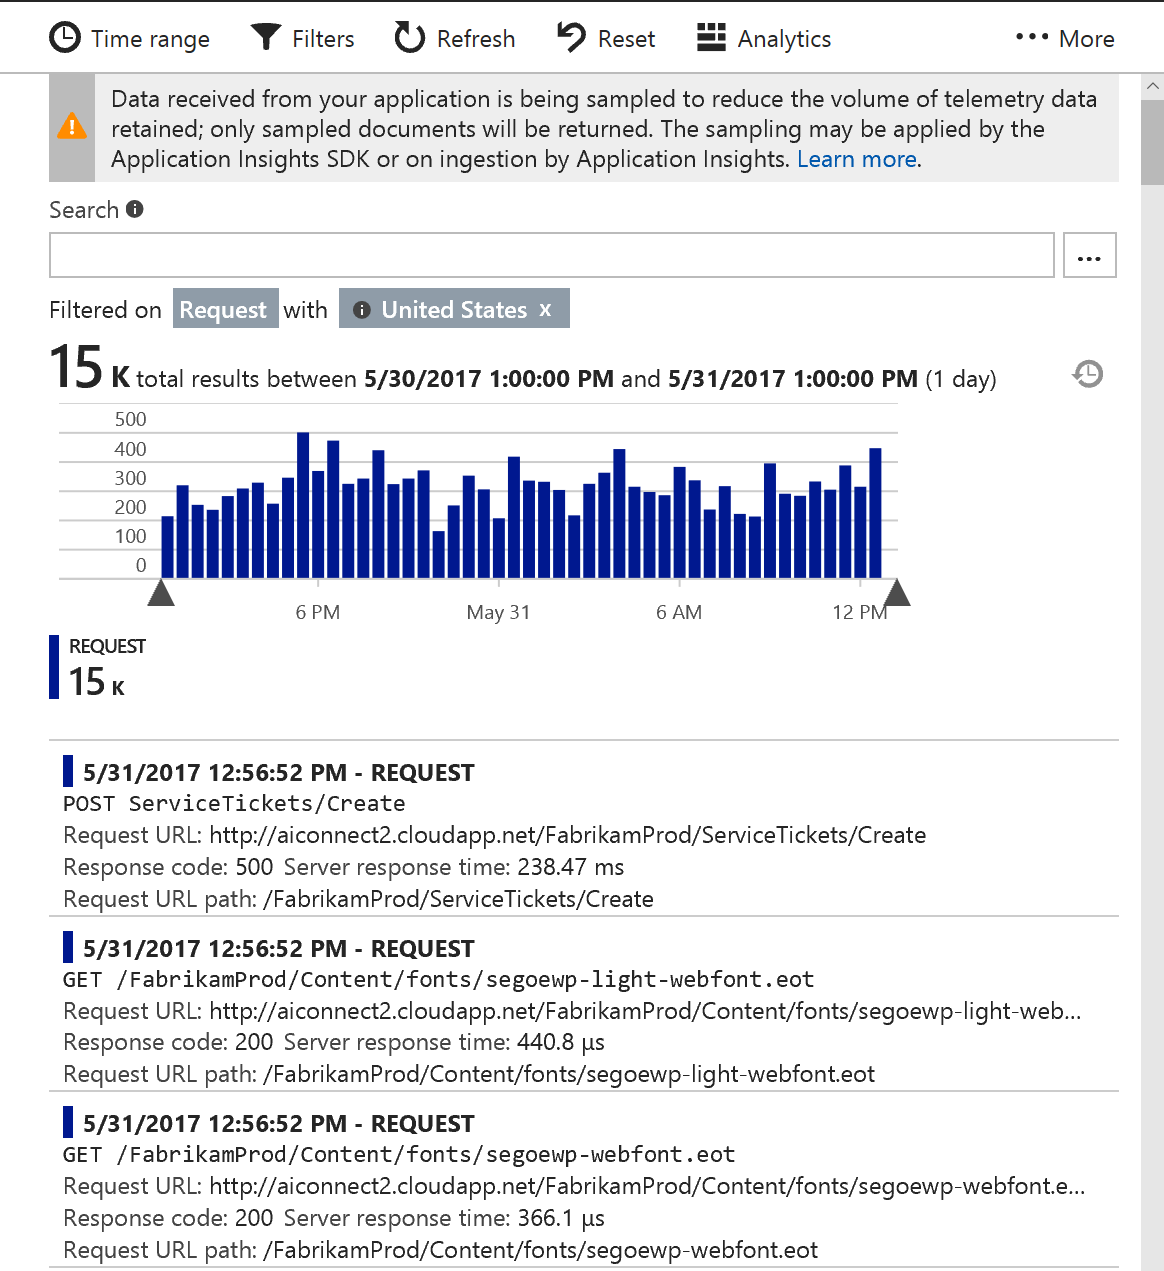 Time range Filters Refresh Reset Analytics ••• More
Data received from your application is being sampled to reduce the volume of telemetry data
retained; only sampled documents will be returned. The sampling may be applied by the
Application Insights SDK or on ingestion by Application Insights. Learn more.
Search
...
Filtered on Request with United States x
15 K total results between 5/30/2017 1:00:00 PM and 5/31/2017 1:00:00 PM (1 day)
500
400
300
200
100
0
6 PM May 31 6 AM 12 PM
REQUEST
15 K
5/31/2017 12:56:52 PM - REQUEST
POST ServiceTickets/Create
Request URL: http://aiconnect2.cloudapp.net/FabrikamProd/ServiceTickets/Create
Response code: 500 Server response time: 238.47 ms
Request URL path: /FabrikamProd/ServiceTickets/Create
5/31/2017 12:56:52 PM - REQUEST
GET /FabrikamProd/Content/fonts/segoewp-light-webfont.eot
Request URL: http://aiconnect2.cloudapp.net/FabrikamProd/Content/fonts/segoewp-light-web...
Response code: 200 Server response time: 440.8 µs
Request URL path: /FabrikamProd/Content/fonts/segoewp-light-webfont.eot
5/31/2017 12:56:52 PM - REQUEST
GET /FabrikamProd/Content/fonts/segoewp-webfont.eot
Request URL: http://aiconnect2.cloudapp.net/FabrikamProd/Content/fonts/segoewp-webfont.e...
Response code: 200 Server response time: 366.1 µs
Request URL path: /FabrikamProd/Content/fonts/segoewp-webfont.eot